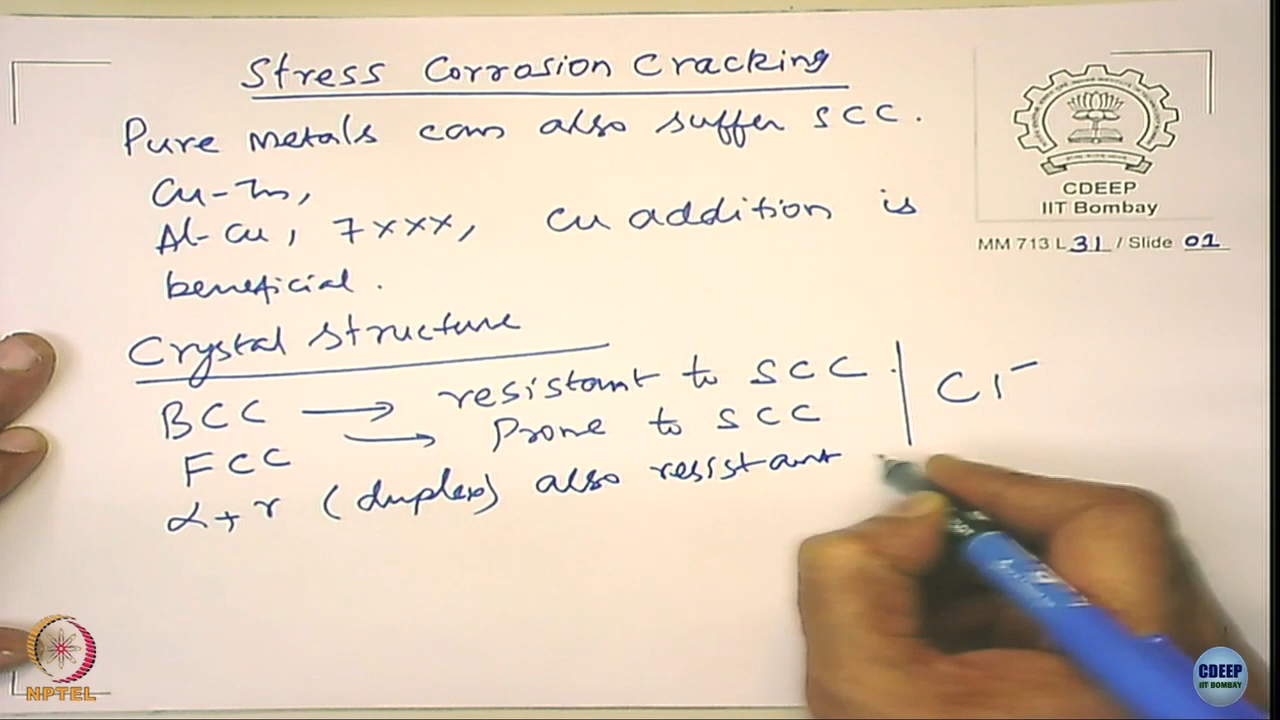 Stress Corrosion Cracking
Pure metals can also suffer SCC.
Cu-Zn,
Al-Cu, 7xxx, Cu addition is
beneficial.
Crystal structure
BCC → resistant to SCC. | Cl⁻
FCC → Prone to SCC
α+γ (duplex) also resistant
CDEEP
IIT Bombay
MM 713 L 31 / Slide 01
NPTEL
CDEEP
IIT BOMBAY